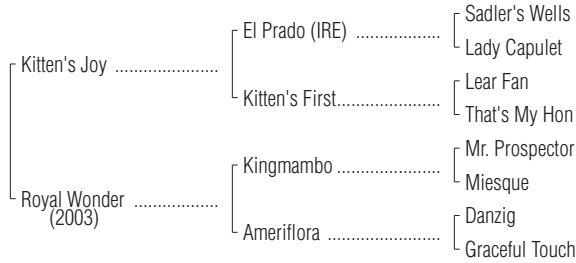 Sadler's Wells
El Prado (IRE) ..................
Lady Capulet
Kitten's Joy ......................
Lear Fan
Kitten's First......................
That's My Hon
Mr. Prospector
Kingmambo ......................
Miesque
Royal Wonder ..................
(2003)
Danzig
Ameriflora ........................
Graceful Touch